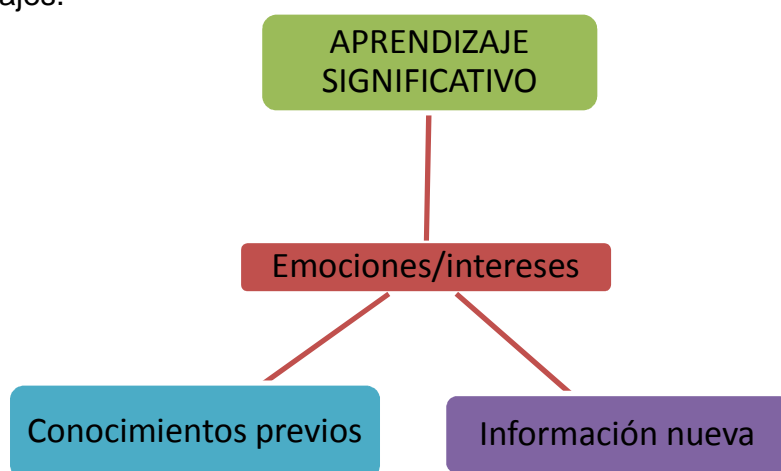 APRENDIZAJE
SIGNIFICATIVO
Emociones/intereses
Conocimientos previos
Información nueva